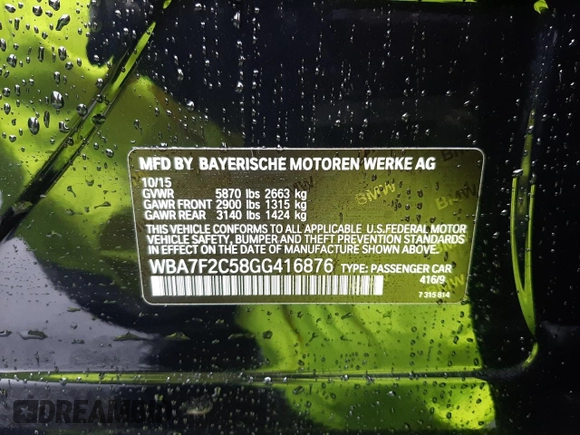 MFD BY BAYERISCHE MOTOREN WERKE AG
10/15
GVWR 5870 lbs 2663 kg
GAWR FRONT 2900 lbs 1315 kg
GAWR REAR 3140 lbs 1424 kg
THIS VEHICLE CONFORMS TO ALL APPLICABLE U.S.FEDERAL MOTOR
VEHICLE SAFETY, BUMPER AND THEFT PREVENTION STANDARDS
IN EFFECT ON THE DATE OF MANUFACTURE SHOWN ABOVE.
WBA7F2C58GG416876 TYPE: PASSENGER CAR
416/9
7 315 814
BMW